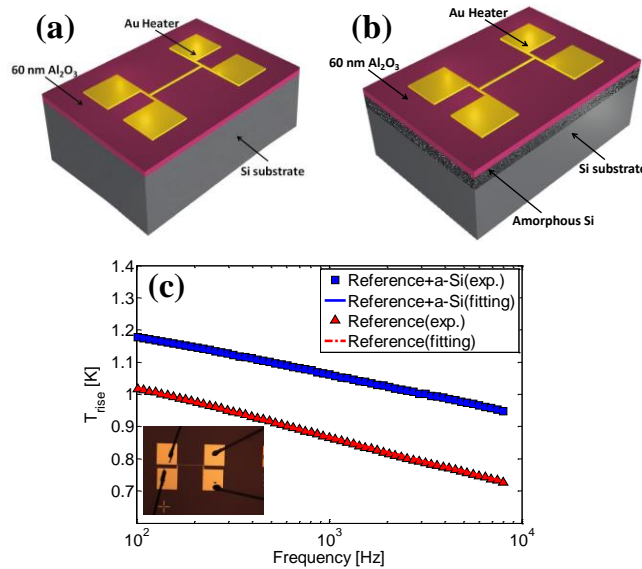 (a)
Au Heater
60 nm Al₂O₃
Si substrate
(b)
Au Heater
60 nm Al₂O₃
Si substrate
Amorphous Si
(c)
Reference+a-Si(exp.)
Reference+a-Si(fitting)
Reference(exp.)
Reference(fitting)
1.4
1.3
1.2
1.1
1
0.9
0.8
0.7
T_rise [K]
10² 10³ 10⁴
Frequency [Hz]